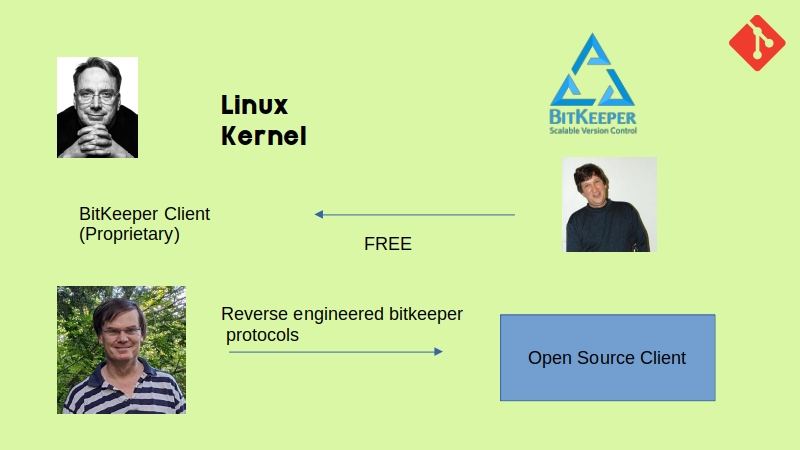 Linux
Kernel
BITKEEPER
Scalable Version Control
BitKeeper Client
(Proprietary)
FREE
Reverse engineered bitkeeper
protocols
Open Source Client